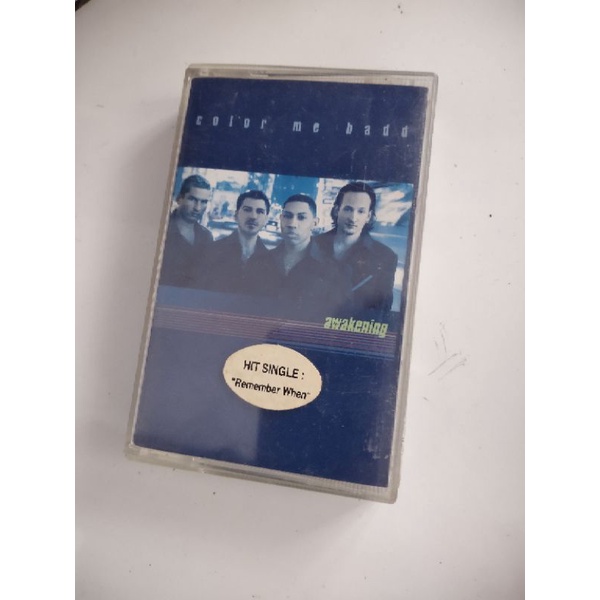 color me badd
awakening
HIT SINGLE :
"Remember When"